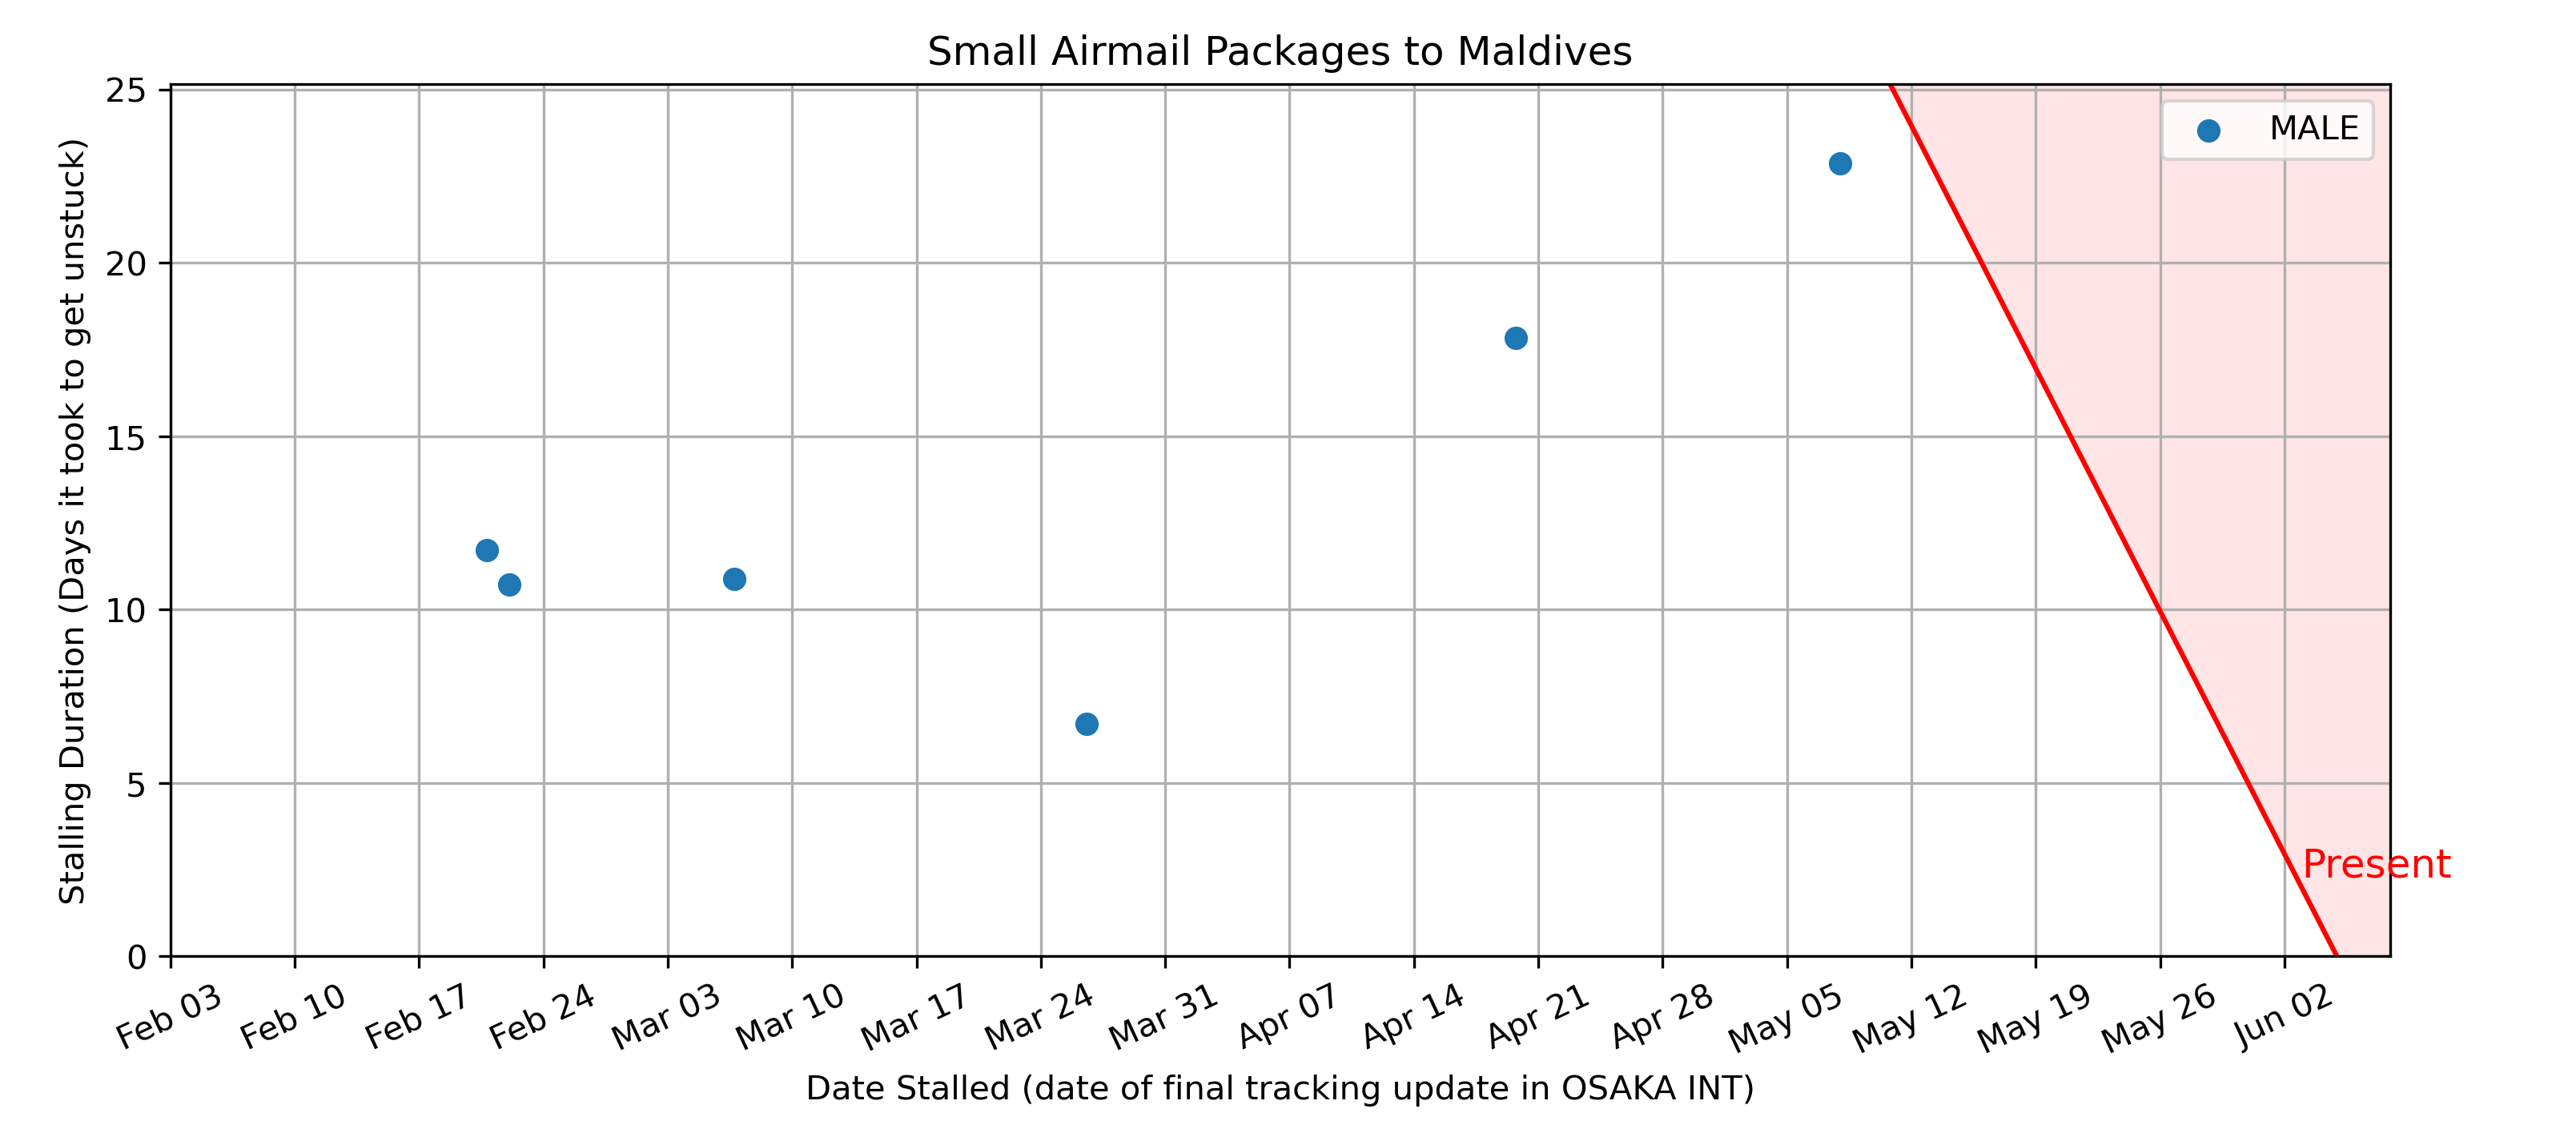 Small Airmail Packages to Maldives
Stalling Duration (Days it took to get unstuck)
25
20
15
10
5
0
MALE
Present
Feb 03 Feb 10 Feb 17 Feb 24 Mar 03 Mar 10 Mar 17 Mar 24 Mar 31 Apr 07 Apr 14 Apr 21 Apr 28 May 05 May 12 May 19 May 26 Jun 02
Date Stalled (date of final tracking update in OSAKA INT)